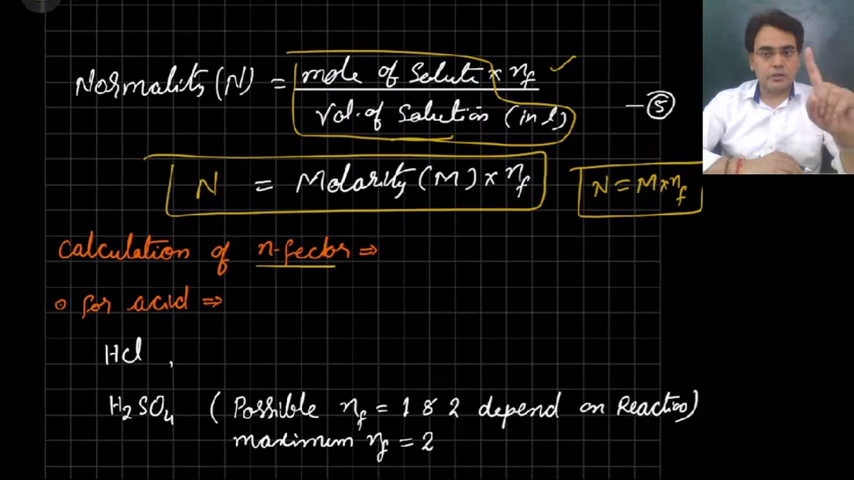 Normality (N) = mole of Solute × nf
Vol. of Solution (in l)
— ⑤
N = Molarity (M) × nf
N = M × nf
Calculation of n-fector ⇒
o for acid ⇒
HCl ,
H2SO4 (Possible nf = 1 & 2 depend on Reaction)
maximum nf = 2